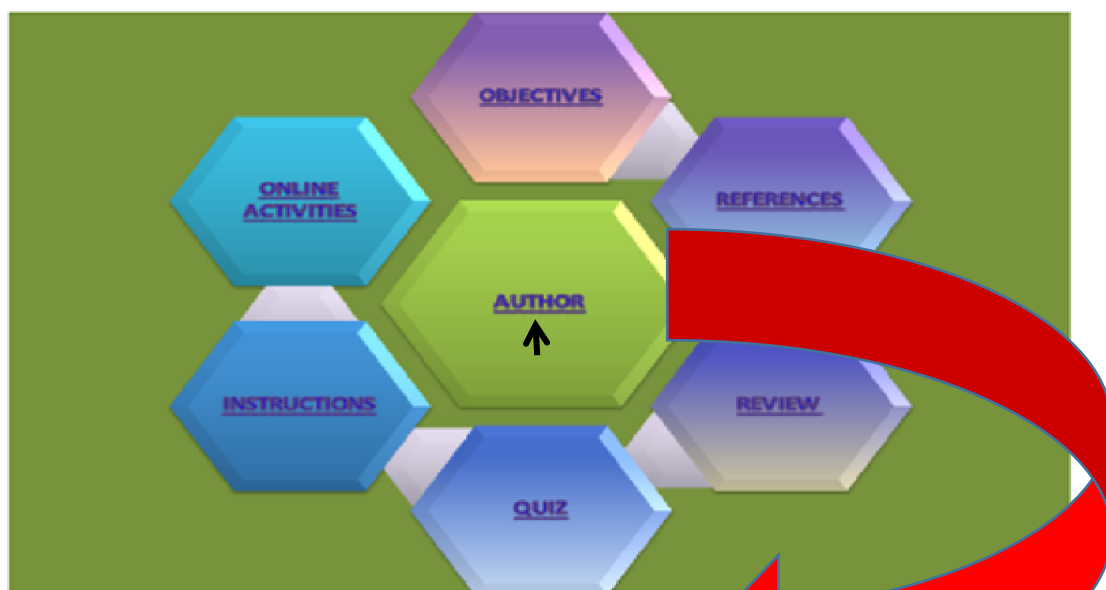 OBJECTIVES
ONLINE
ACTIVITIES
REFERENCES
AUTHOR
INSTRUCTIONS
REVIEW
QUIZ